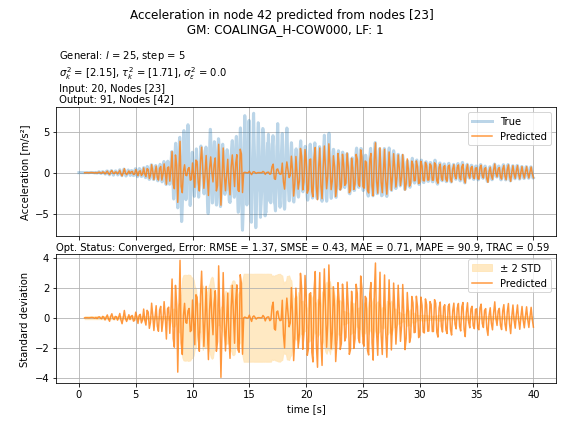 Acceleration in node 42 predicted from nodes [23]
GM: COALINGA_H-COW000, LF: 1
General: l = 25, step = 5
σ²ₖ = [2.15], τ²ₖ = [1.71], σ²ε = 0.0
Input: 20, Nodes [23]
Output: 91, Nodes [42]
Acceleration [m/s²]
5
0
−5
True
Predicted
Opt. Status: Converged, Error: RMSE = 1.37, SMSE = 0.43, MAE = 0.71, MAPE = 90.9, TRAC = 0.59
Standard deviation
4
2
0
−2
−4
± 2 STD
Predicted
0 5 10 15 20 25 30 35 40
time [s]